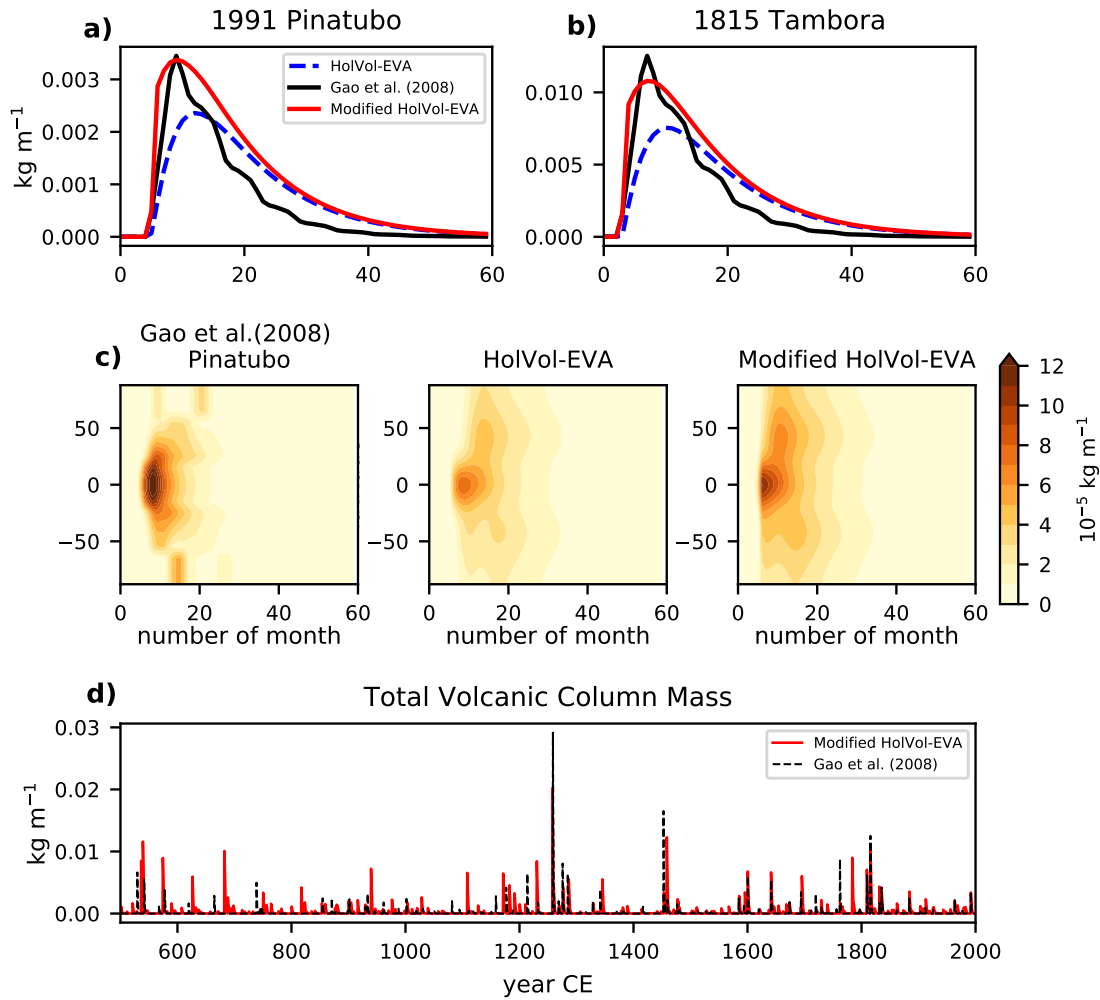 a) 1991 Pinatubo
b) 1815 Tambora
HolVol-EVA
Gao et al. (2008)
Modified HolVol-EVA
kg m⁻¹
0.003
0.002
0.001
0.000
0 20 40 60
0.010
0.005
0.000
0 20 40 60
c) Gao et al.(2008)
Pinatubo
HolVol-EVA
Modified HolVol-EVA
50
0
−50
0 20 40 60
number of month
50
0
−50
0 20 40 60
number of month
50
0
−50
0 20 40 60
number of month
12
10
8
6
4
2
0
10⁻⁵ kg m⁻¹
d) Total Volcanic Column Mass
Modified HolVol-EVA
Gao et al. (2008)
kg m⁻¹
0.03
0.02
0.01
0.00
600 800 1000 1200 1400 1600 1800 2000
year CE